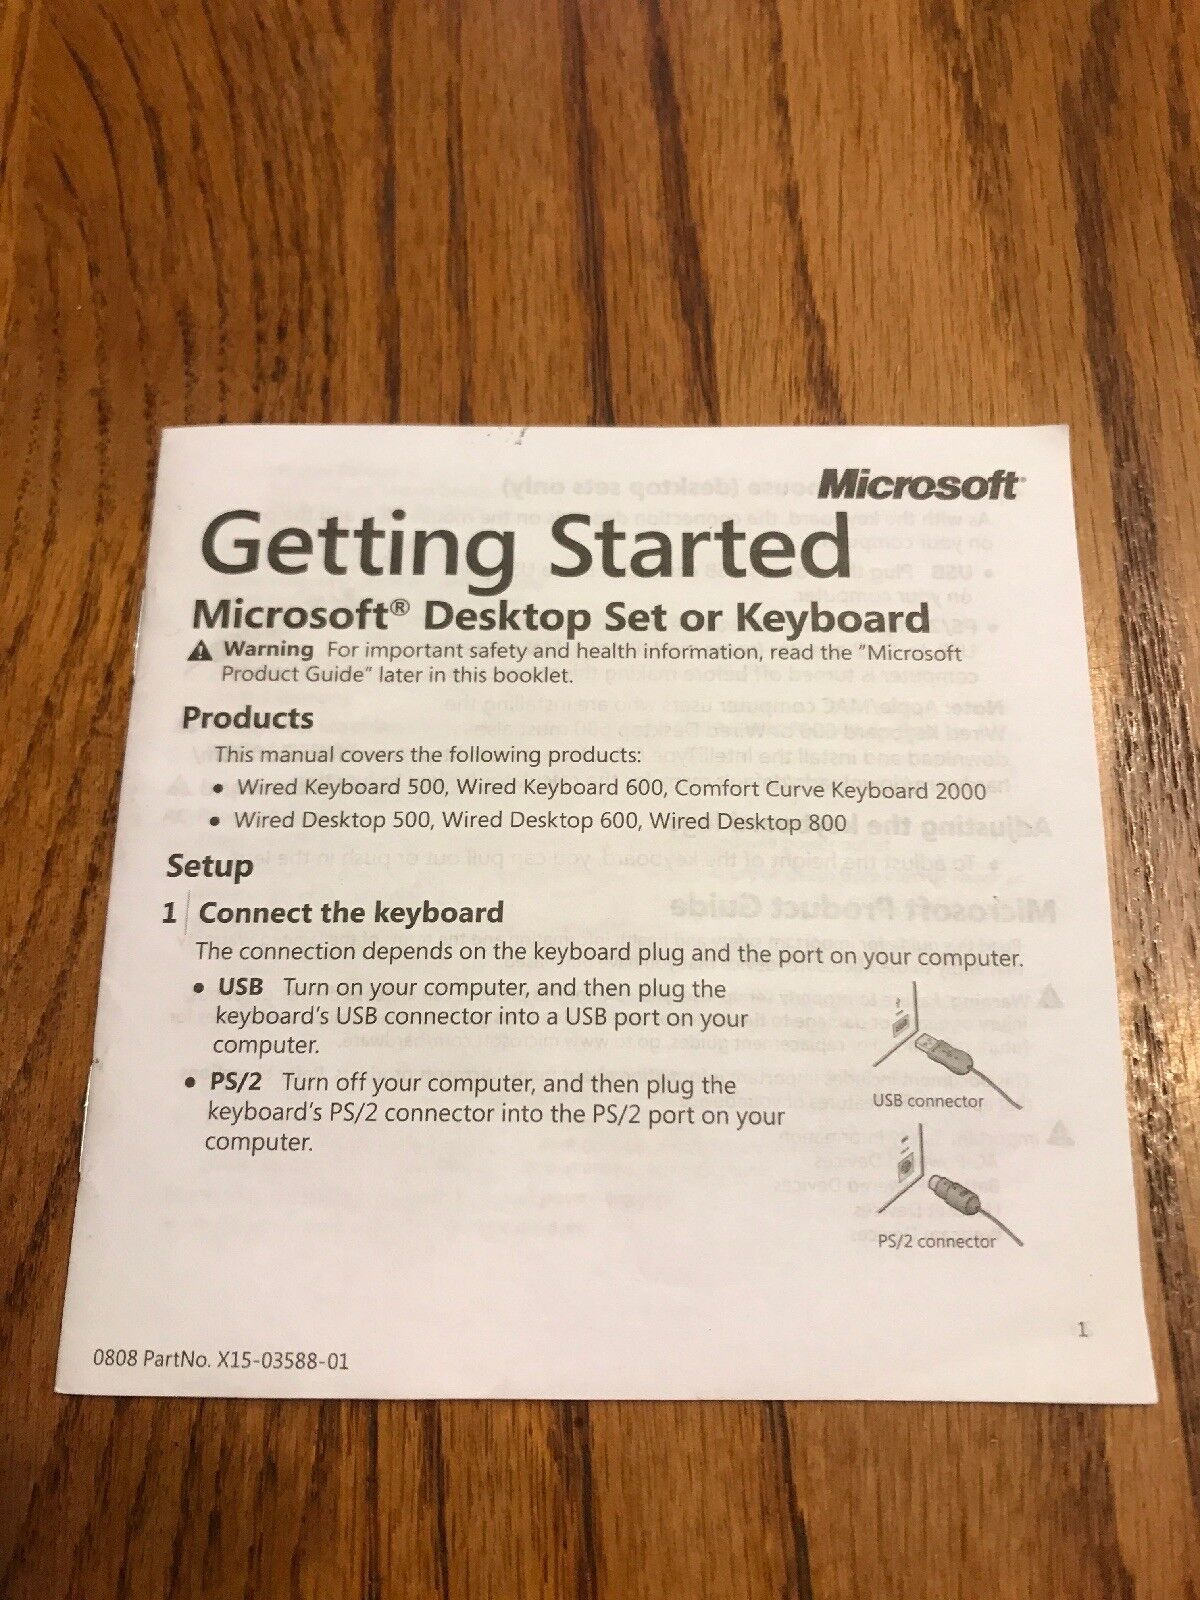 Microsoft
Getting Started
Microsoft® Desktop Set or Keyboard
Warning For important safety and health information, read the "Microsoft
Product Guide" later in this booklet.
Products
This manual covers the following products:
• Wired Keyboard 500, Wired Keyboard 600, Comfort Curve Keyboard 2000
• Wired Desktop 500, Wired Desktop 600, Wired Desktop 800
Setup
1 Connect the keyboard
The connection depends on the keyboard plug and the port on your computer.
• USB Turn on your computer, and then plug the
keyboard's USB connector into a USB port on your
computer.
USB connector
• PS/2 Turn off your computer, and then plug the
keyboard's PS/2 connector into the PS/2 port on your
computer.
PS/2 connector
1
0808 PartNo. X15-03588-01